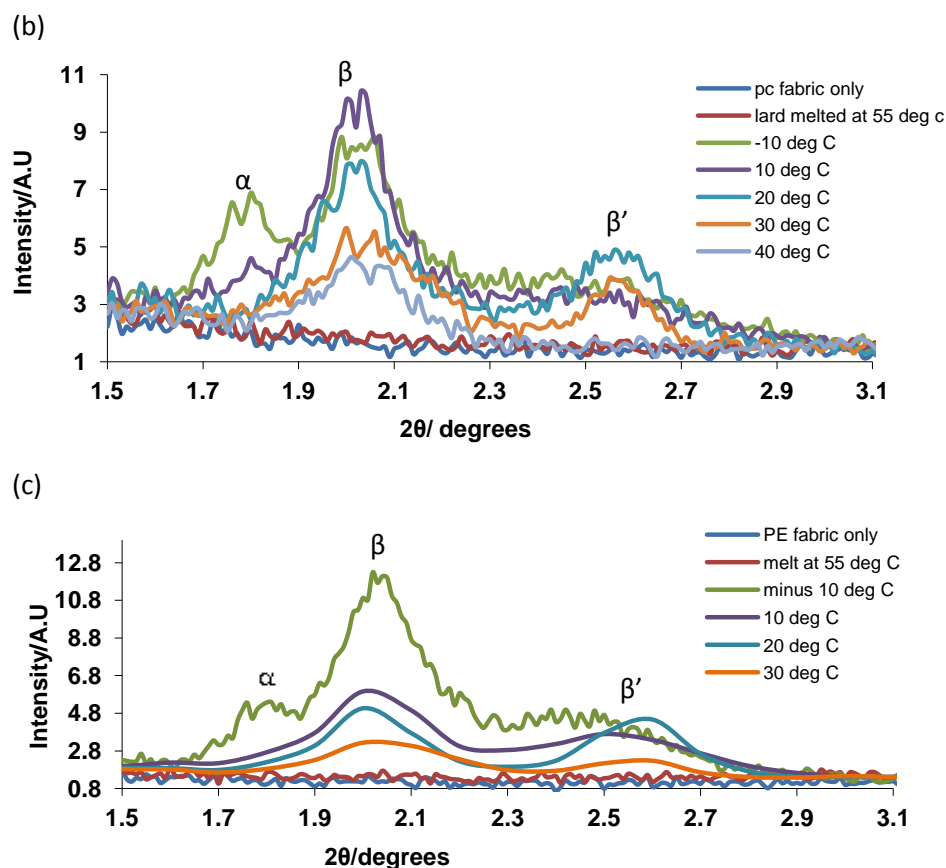 (b)
11
9
7
5
3
1
Intensity/A.U
α
β
β’
pc fabric only
lard melted at 55 deg c
-10 deg C
10 deg C
20 deg C
30 deg C
40 deg C
1.5 1.7 1.9 2.1 2.3 2.5 2.7 2.9 3.1
2θ/ degrees
(c)
12.8
10.8
8.8
6.8
4.8
2.8
0.8
Intensity/A.U
α
β
β’
PE fabric only
melt at 55 deg C
minus 10 deg C
10 deg C
20 deg C
30 deg C
1.5 1.7 1.9 2.1 2.3 2.5 2.7 2.9 3.1
2θ/degrees